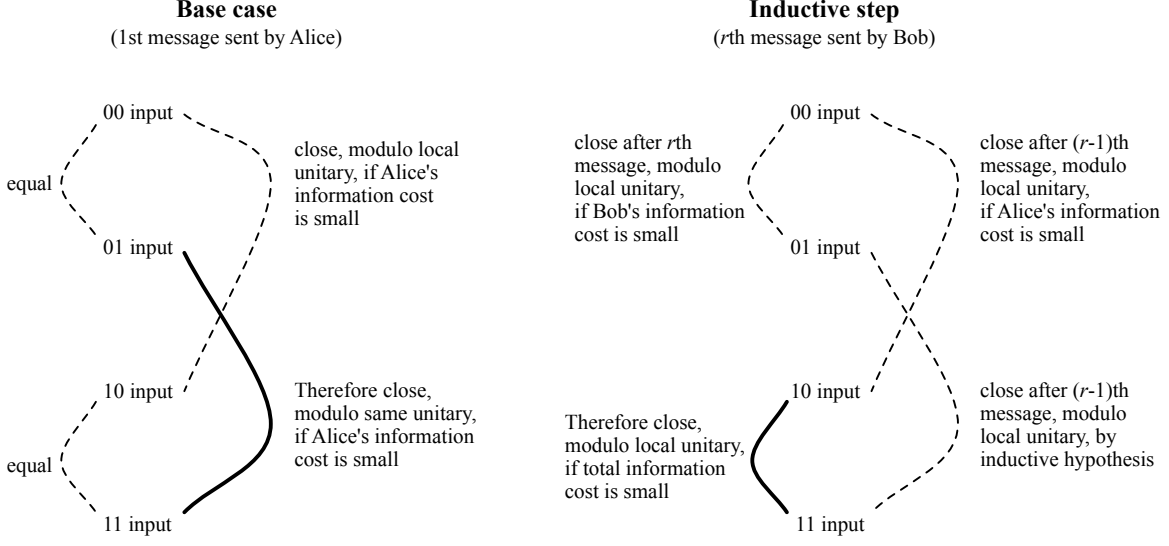 Base case
(1st message sent by Alice)
00 input
close, modulo local
unitary, if Alice's
information cost
is small
equal
01 input
10 input
Therefore close,
modulo same unitary,
if Alice's information
cost is small
equal
11 input
Inductive step
(rth message sent by Bob)
00 input
close after rth
message, modulo
local unitary,
if Bob's information
cost is small
close after (r-1)th
message, modulo
local unitary,
if Alice's information
cost is small
01 input
10 input
Therefore close,
modulo local unitary,
if total information
cost is small
close after (r-1)th
message, modulo
local unitary, by
inductive hypothesis
11 input